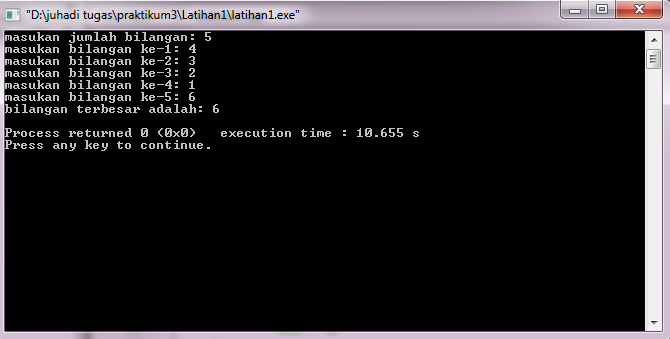 "D:\juhadi tugas\praktikum3\Latihan1\latihan1.exe"
masukan jumlah bilangan: 5
masukan bilangan ke-1: 4
masukan bilangan ke-2: 3
masukan bilangan ke-3: 2
masukan bilangan ke-4: 1
masukan bilangan ke-5: 6
bilangan terbesar adalah: 6
Process returned 0 (0x0)   execution time : 10.655 s
Press any key to continue.